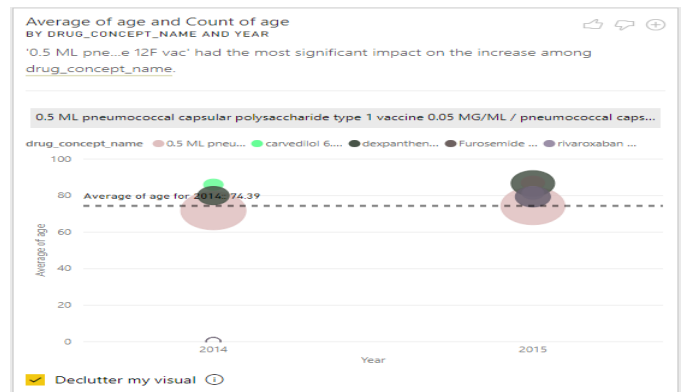 Average of age and Count of age
BY DRUG_CONCEPT_NAME AND YEAR
'0.5 ML pne...e 12F vac' had the most significant impact on the increase among
drug_concept_name.
0.5 ML pneumococcal capsular polysaccharide type 1 vaccine 0.05 MG/ML / pneumococcal caps...
drug_concept_name 0.5 ML pneu... carvedilol 6.... dexpanthen... Furosemide ... rivaroxaban ...
100
80
Average of age for 2014: 74.39
60
40
20
0
Average of age
2014
2015
Year
Declutter my visual